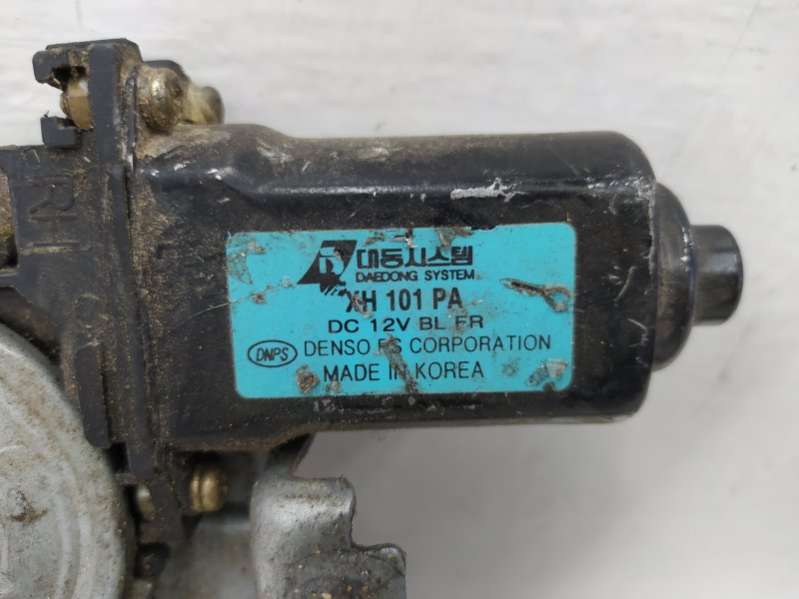 RH
대동시스템
DAEDONG SYSTEM
XH 101 PA
DC 12V BL FR
DNPS DENSO PS CORPORATION
MADE IN KOREA